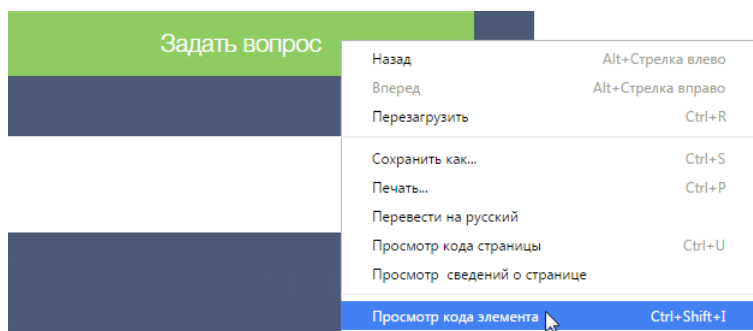 Задать вопрос
Назад Alt+Стрелка влево
Вперед Alt+Стрелка вправо
Перезагрузить Ctrl+R
Сохранить как... Ctrl+S
Печать... Ctrl+P
Перевести на русский
Просмотр кода страницы Ctrl+U
Просмотр сведений о странице
Просмотр кода элемента Ctrl+Shift+I